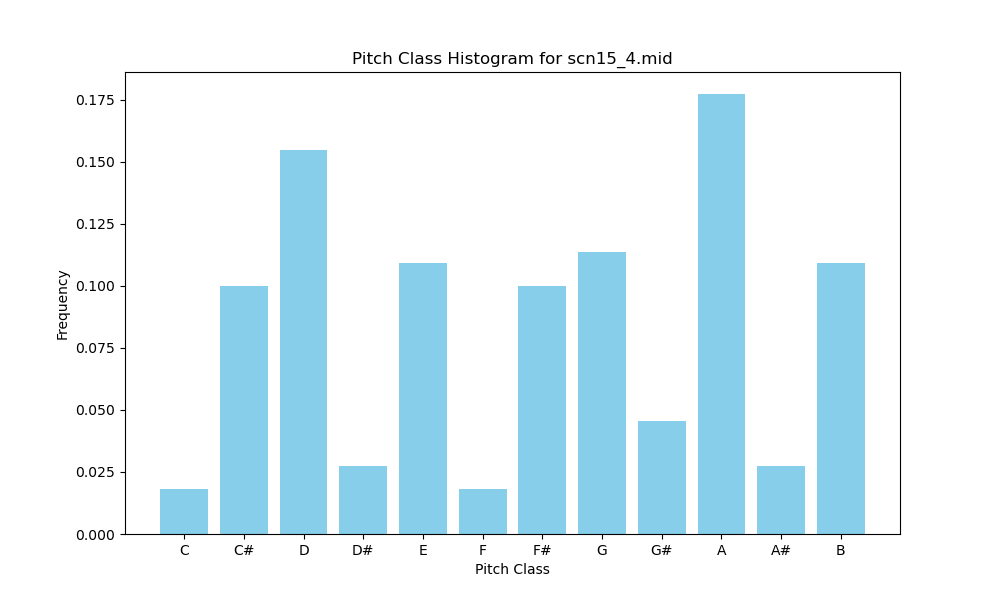 Pitch Class Histogram for scn15_4.mid
Frequency
0.175
0.150
0.125
0.100
0.075
0.050
0.025
0.000
C C# D D# E F F# G G# A A# B
Pitch Class